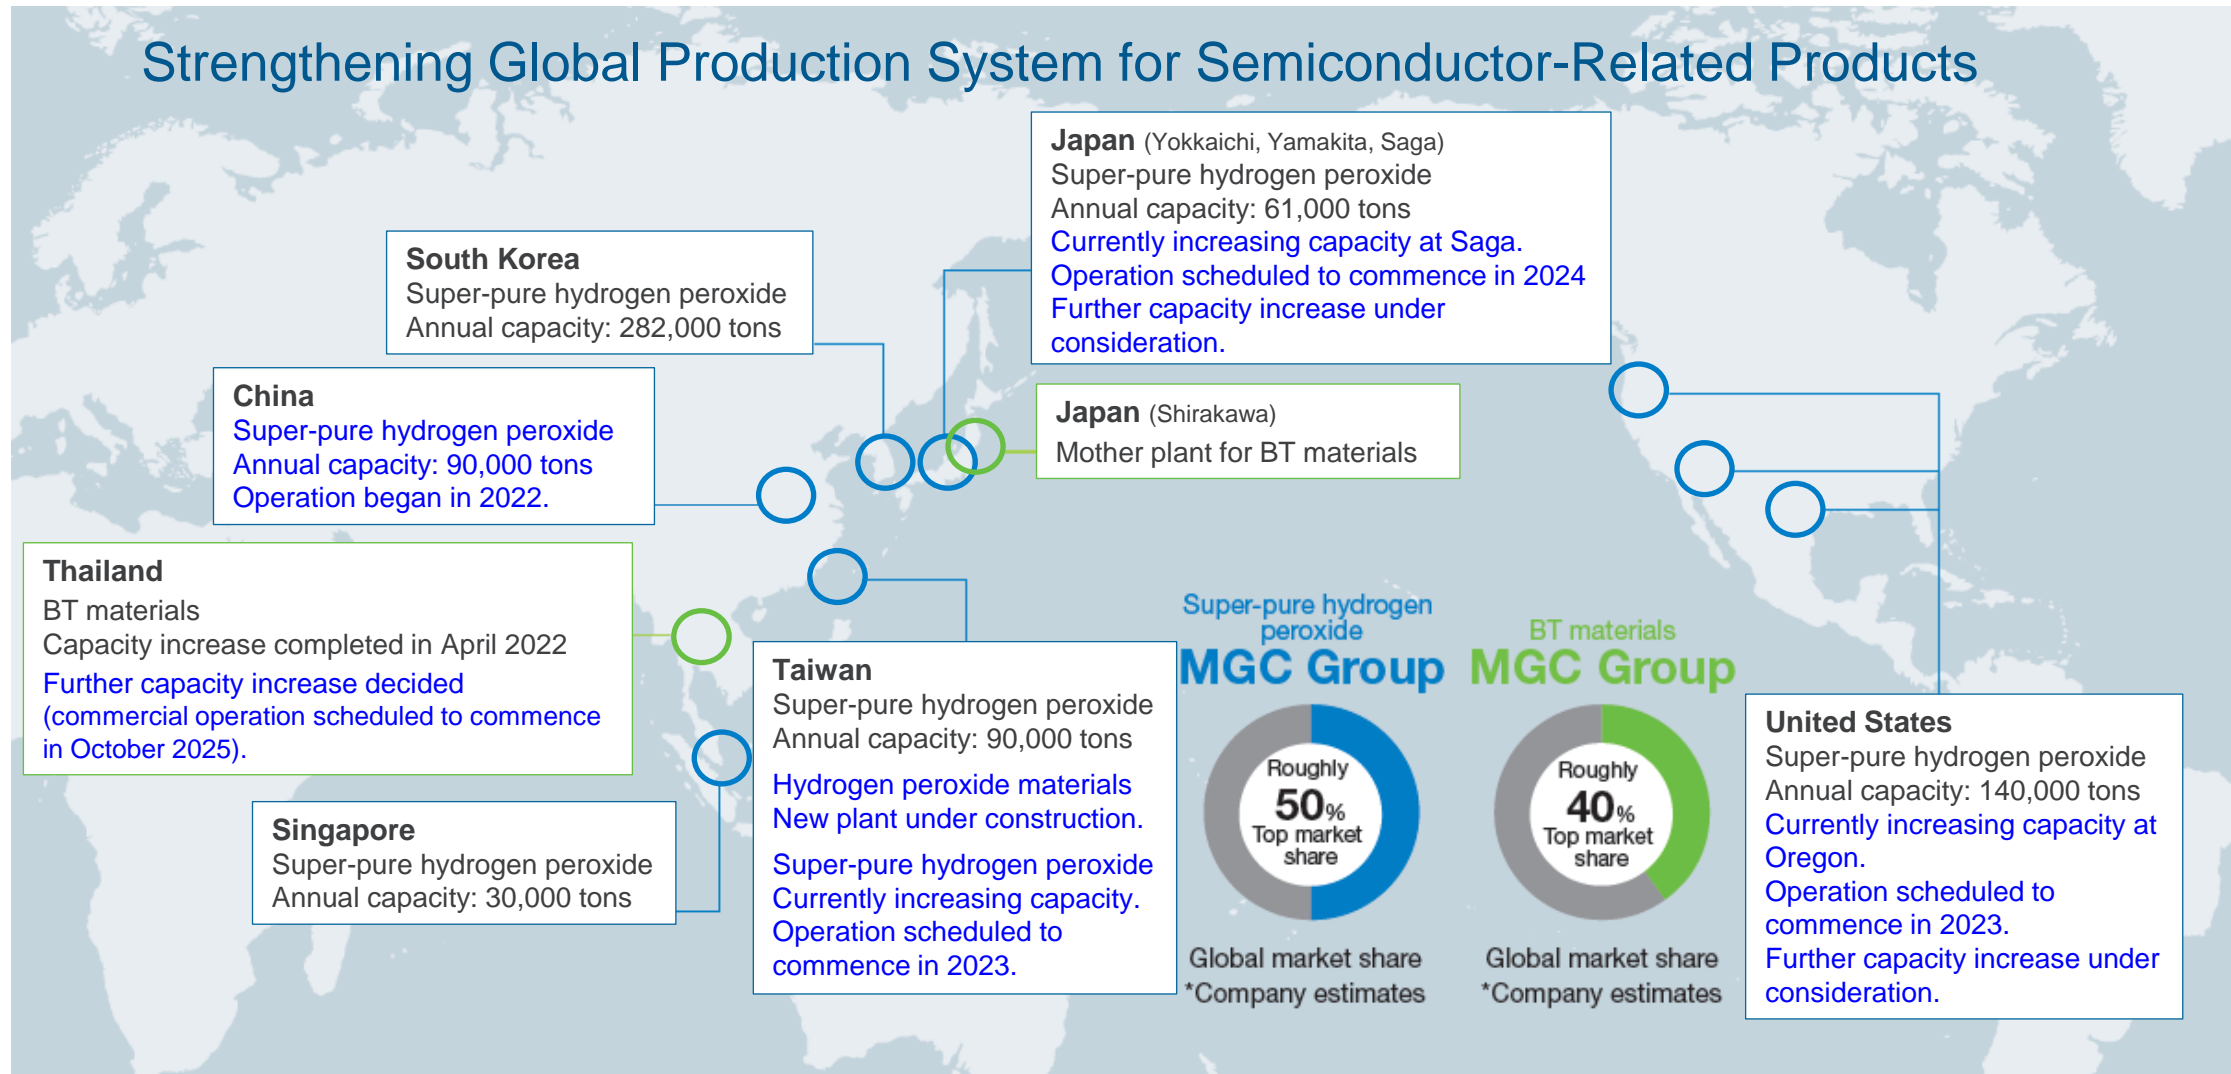 Strengthening Global Production System for Semiconductor-Related Products
Japan (Yokkaichi, Yamakita, Saga)
Super-pure hydrogen peroxide
Annual capacity: 61,000 tons
Currently increasing capacity at Saga.
Operation scheduled to commence in 2024
Further capacity increase under
consideration.
South Korea
Super-pure hydrogen peroxide
Annual capacity: 282,000 tons
China
Super-pure hydrogen peroxide
Annual capacity: 90,000 tons
Operation began in 2022.
Japan (Shirakawa)
Mother plant for BT materials
Thailand
BT materials
Capacity increase completed in April 2022
Further capacity increase decided
(commercial operation scheduled to commence
in October 2025).
Singapore
Super-pure hydrogen peroxide
Annual capacity: 30,000 tons
Taiwan
Super-pure hydrogen peroxide
Annual capacity: 90,000 tons
Hydrogen peroxide materials
New plant under construction.
Super-pure hydrogen peroxide
Currently increasing capacity.
Operation scheduled to
commence in 2023.
Super-pure hydrogen
peroxide
MGC Group
Roughly
50%
Top market
share
Global market share
*Company estimates
BT materials
MGC Group
Roughly
40%
Top market
share
Global market share
*Company estimates
United States
Super-pure hydrogen peroxide
Annual capacity: 140,000 tons
Currently increasing capacity at
Oregon.
Operation scheduled to
commence in 2023.
Further capacity increase under
consideration.